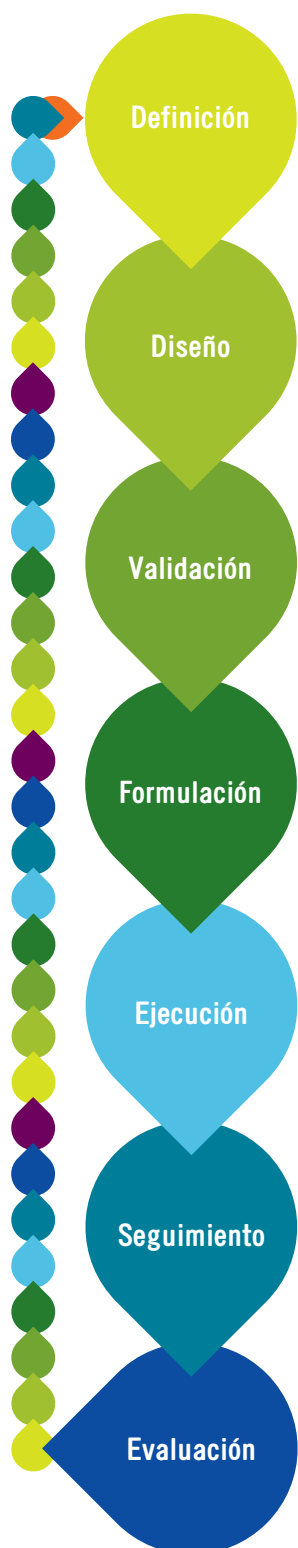 Definición
Diseño
Validación
Formulación
Ejecución
Seguimiento
Evaluación